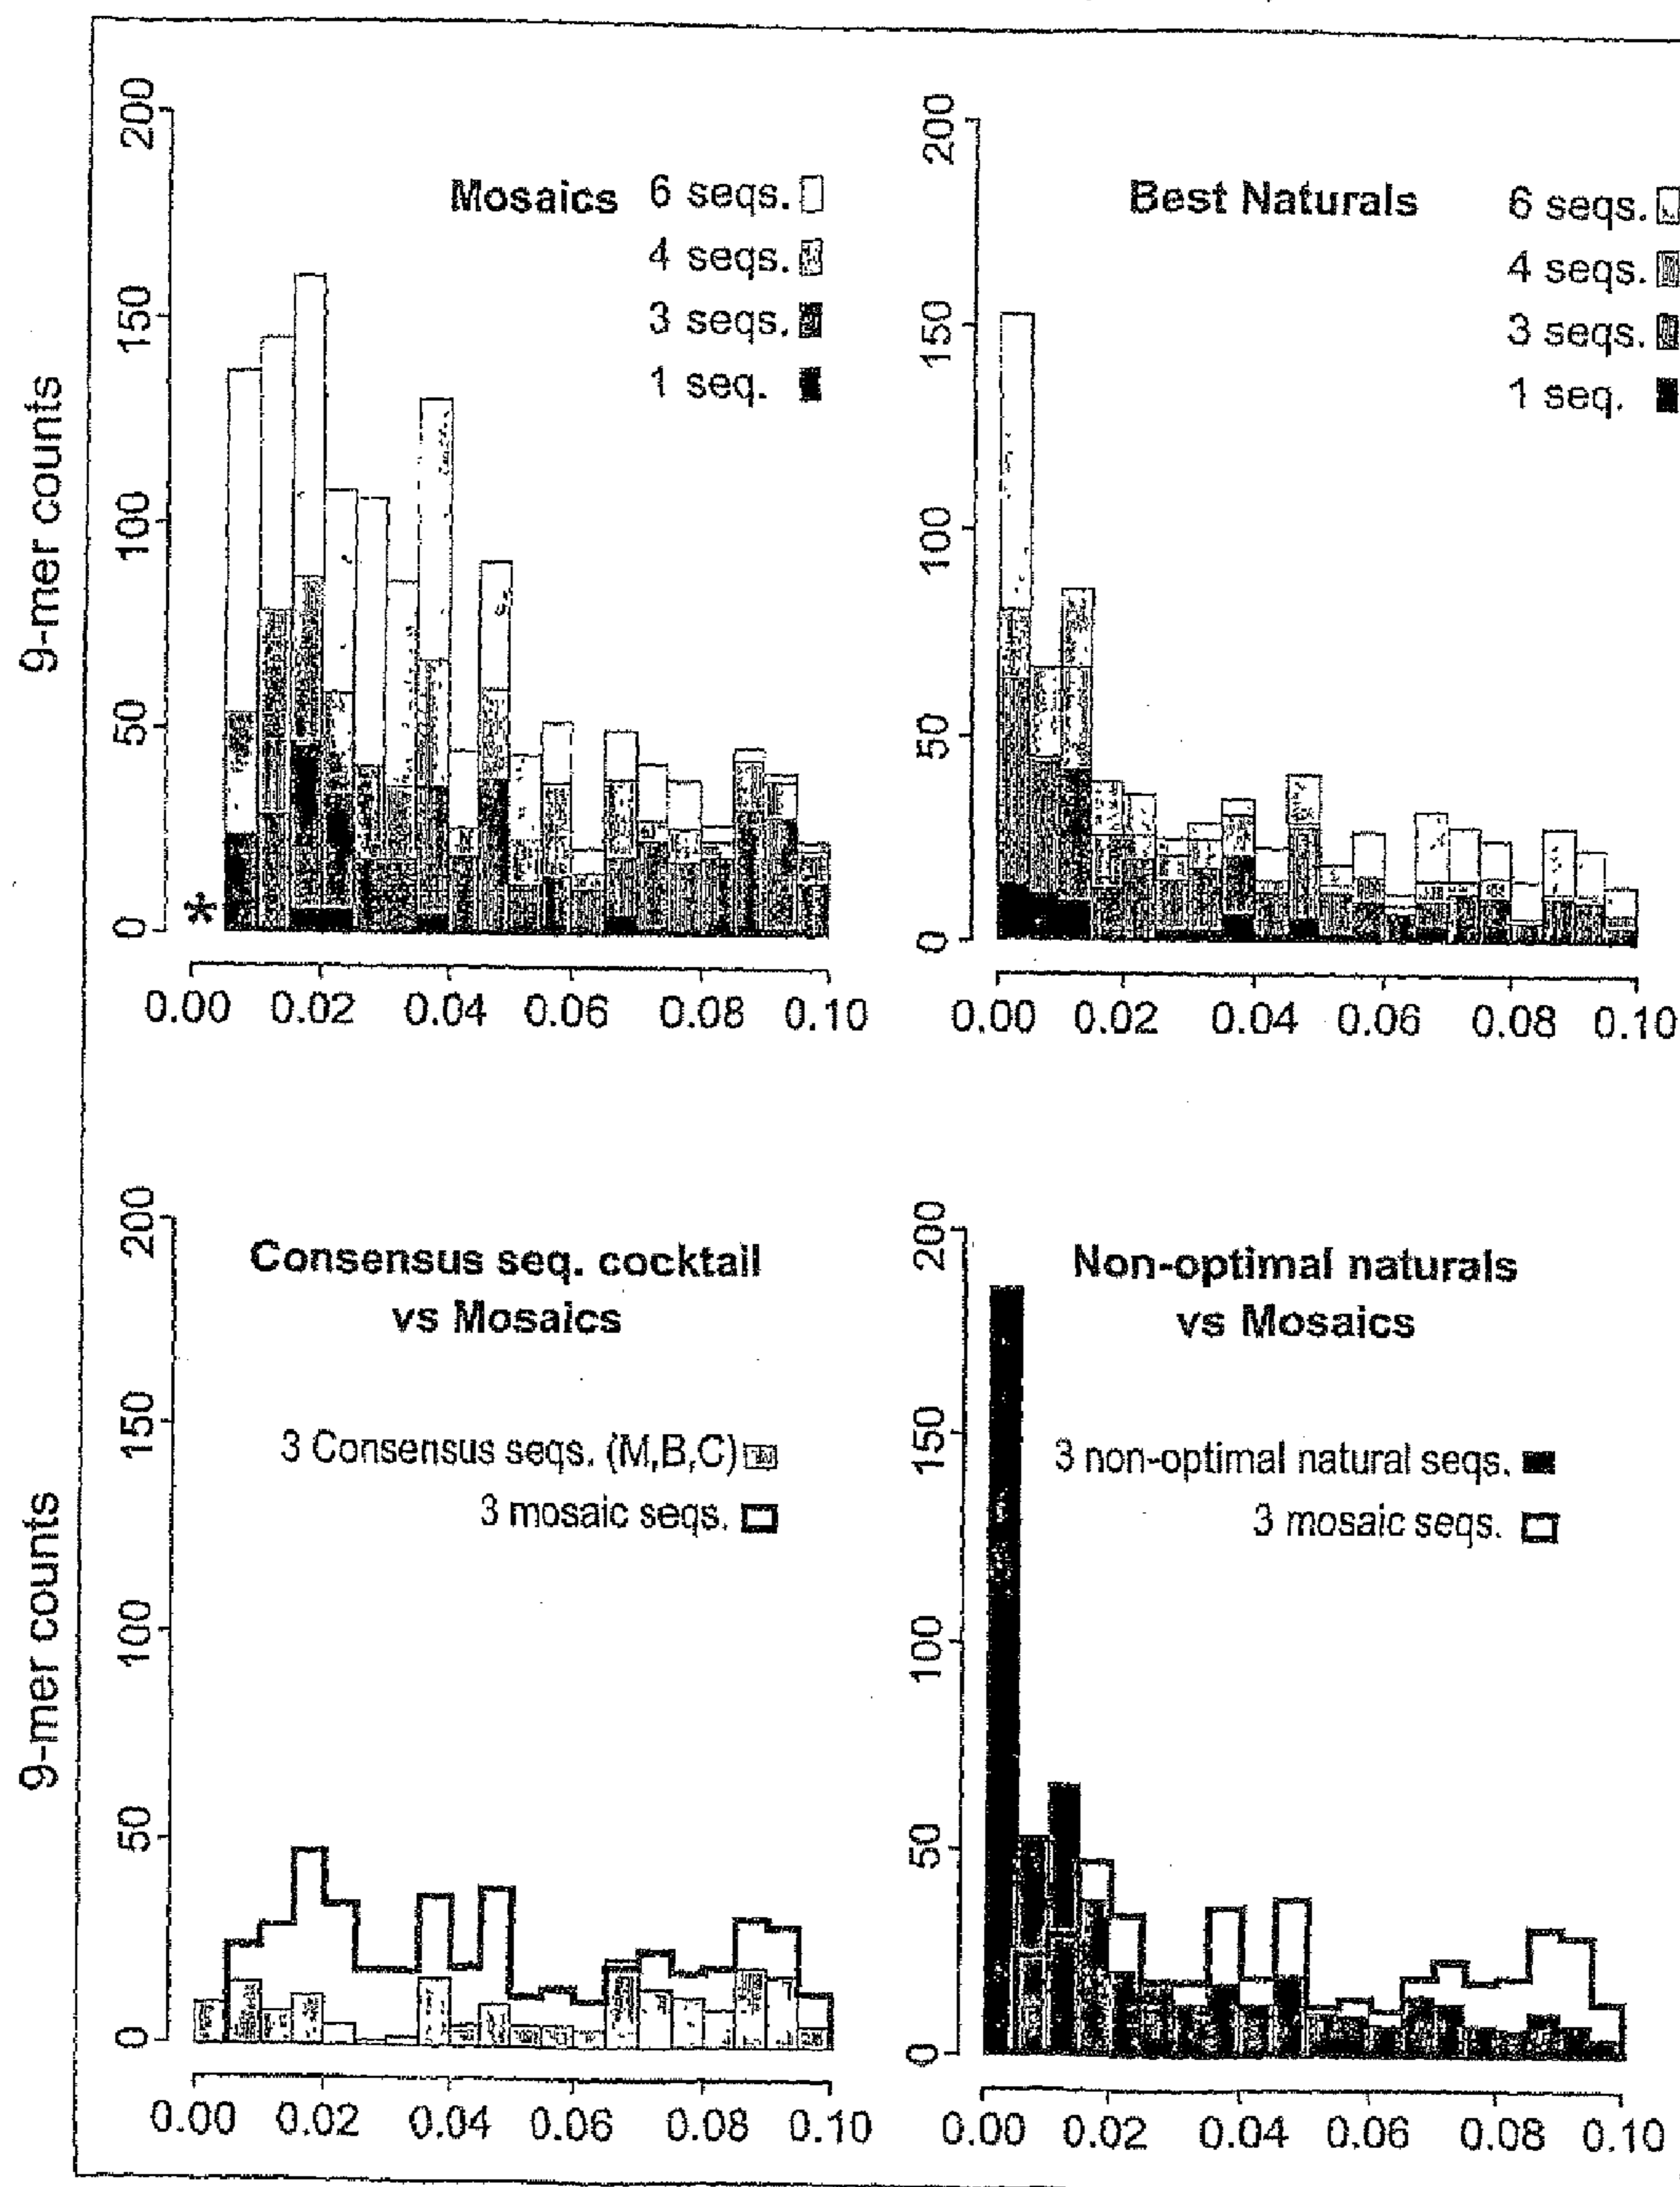 Mosaics
6 seqs.
4 seqs.
3 seqs.
1 seq.
9-mer counts
200
150
100
50
0
*
0.00 0.02 0.04 0.06 0.08 0.10
Best Naturals
6 seqs.
4 seqs.
3 seqs.
1 seq.
200
150
100
50
0
0.00 0.02 0.04 0.06 0.08 0.10
Consensus seq. cocktail
vs Mosaics
3 Consensus seqs. (M,B,C)
3 mosaic seqs.
9-mer counts
200
150
100
50
0
0.00 0.02 0.04 0.06 0.08 0.10
Non-optimal naturals
vs Mosaics
3 non-optimal natural seqs.
3 mosaic seqs.
200
150
100
50
0
0.00 0.02 0.04 0.06 0.08 0.10